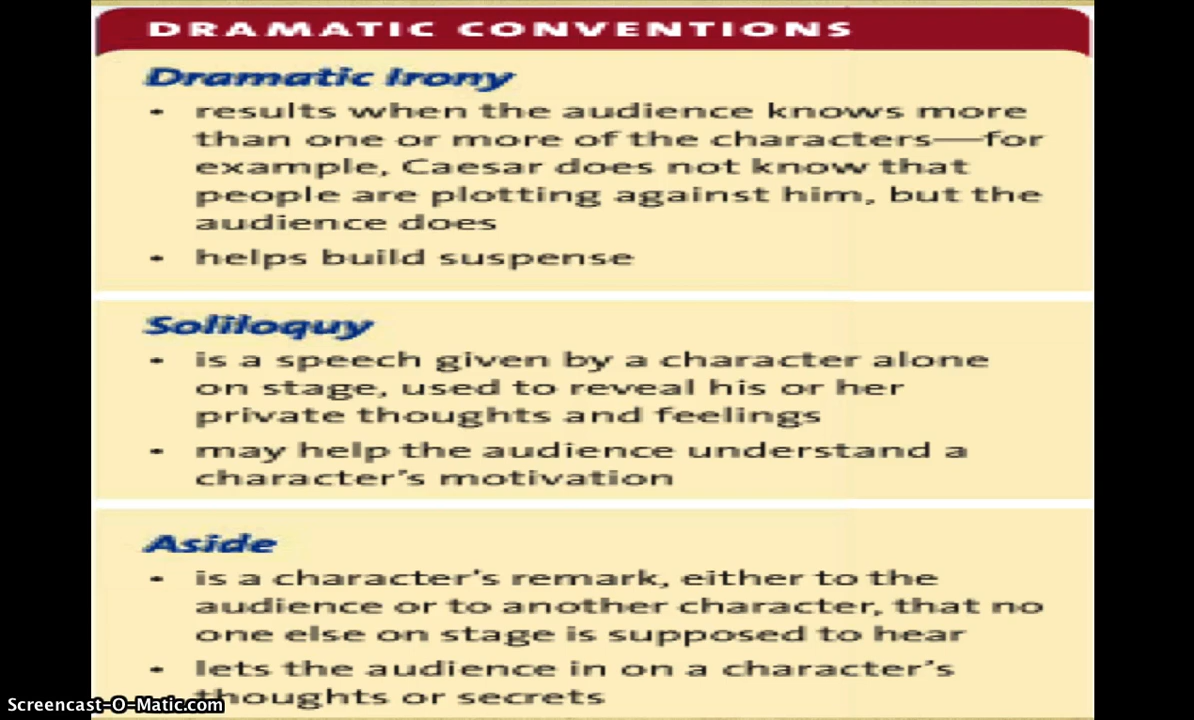 DRAMATIC CONVENTIONS
Dramatic Irony
• results when the audience knows more
than one or more of the characters—for
example, Caesar does not know that
people are plotting against him, but the
audience does
• helps build suspense
Soliloquy
• is a speech given by a character alone
on stage, used to reveal his or her
private thoughts and feelings
• may help the audience understand a
character's motivation
Aside
• is a character's remark, either to the
audience or to another character, that no
one else on stage is supposed to hear
• lets the audience in on a character's
thoughts or secrets
Screencast-O-Matic.com